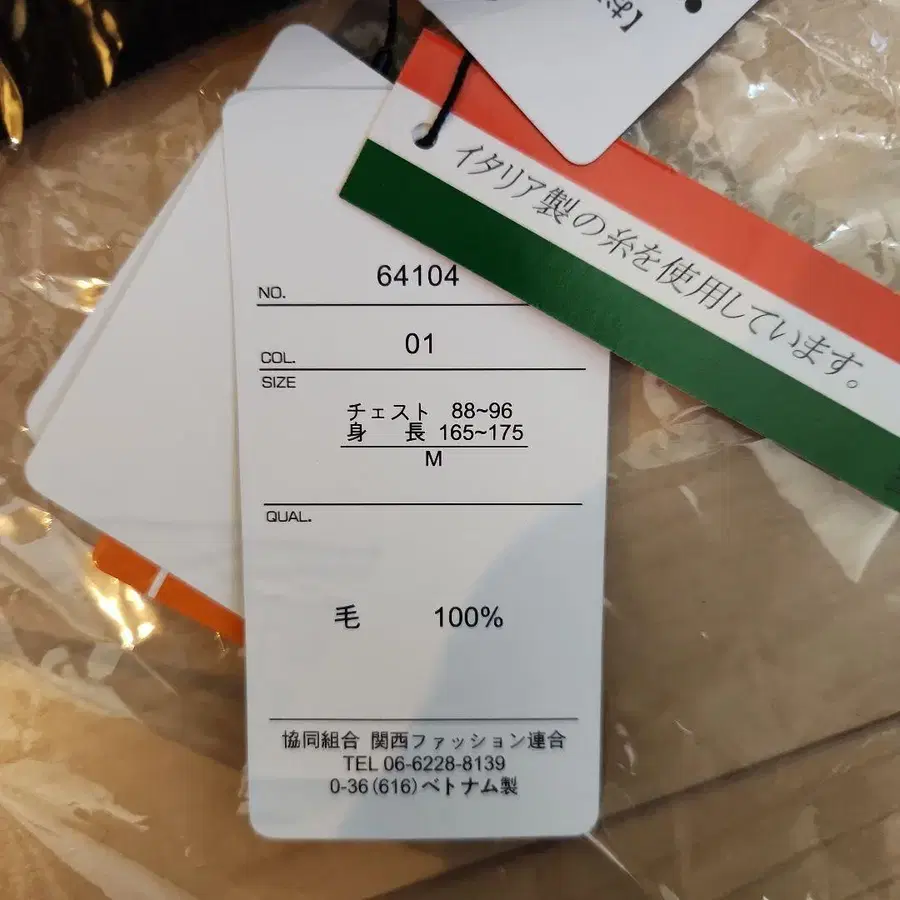 イタリア製の糸を使用しています。
NO. 64104
COL. 01
SIZE
チェスト 88~96
身 長 165~175
M
QUAL.
毛 100%
協同組合 関西ファッション連合
TEL 06-6228-8139
0-36(616)ベトナム製